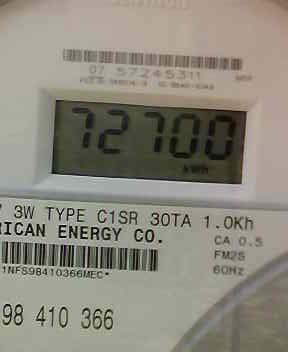 07 57245311
72700
kWh
3W TYPE C1SR 30TA 1.0Kh
RICAN ENERGY CO.
CA 0.5
FM2S
60Hz
1NFS98410366MEC*
98 410 366